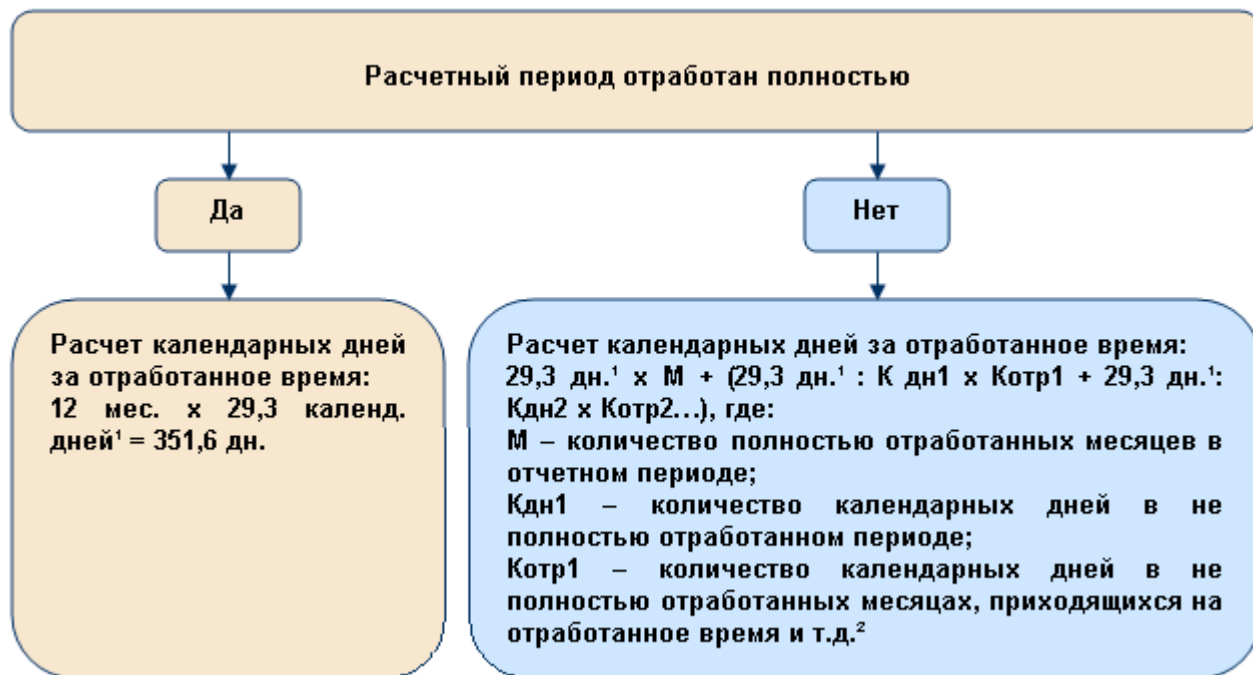 Расчетный период отработан полностью
Да
Нет
Расчет календарных дней
за отработанное время:
12 мес. х 29,3 календ.
дней¹ = 351,6 дн.
Расчет календарных дней за отработанное время:
29,3 дн.¹ х М + (29,3 дн.¹ : К дн1 х Котр1 + 29,3 дн.¹:
Кдн2 х Котр2...), где:
М – количество полностью отработанных месяцев в
отчетном периоде;
Кдн1 – количество календарных дней в не
полностью отработанном периоде;
Котр1 – количество календарных дней в не
полностью отработанных месяцах, приходящихся на
отработанное время и т.д.²